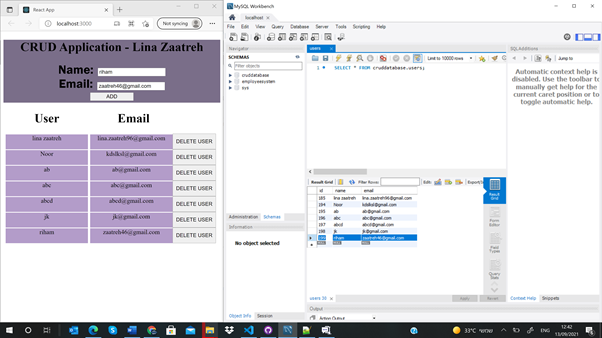 React App
localhost:3000
Not syncing
CRUD Application - Lina Zaatreh
Name: riham
Email: zaatreh46@gmail.com
ADD
User Email
lina zaatreh lina.zaatreh96@gmail.com DELETE USER
Noor kdslksl@gmail.com DELETE USER
ab ab@gmail.com DELETE USER
abc abc@gmail.com DELETE USER
abcd abcd@gmail.com DELETE USER
jk jk@gmail.com DELETE USER
riham zaatreh46@gmail.com DELETE USER
MySQL Workbench
localhost
File Edit View Query Database Server Tools Scripting Help
Navigator
SCHEMAS
Filter objects
cruddatabase
employeesystem
sys
Administration Schemas
Information
No object selected
Object Info Session
users
Limit to 10000 rows
1 SELECT * FROM cruddatabase.users;
Result Grid Filter Rows: Edit: Export/I
id name email
193 lina zaatreh lina.zaatreh96@gmail.com
194 Noor kdslksl@gmail.com
195 ab ab@gmail.com
196 abc abc@gmail.com
197 abcd abcd@gmail.com
198 jk jk@gmail.com
199 riham zaatreh46@gmail.com
NULL NULL NULL
Result Grid
Form Editor
Field Types
Query Stats
Apply Revert
Output
Action Output
SQLAdditions
Jump to
Automatic context help is disabled. Use the toolbar to manually get help for the current caret position or to toggle automatic help.
Context Help Snippets
33°C
ENG
12:42
13/09/2021